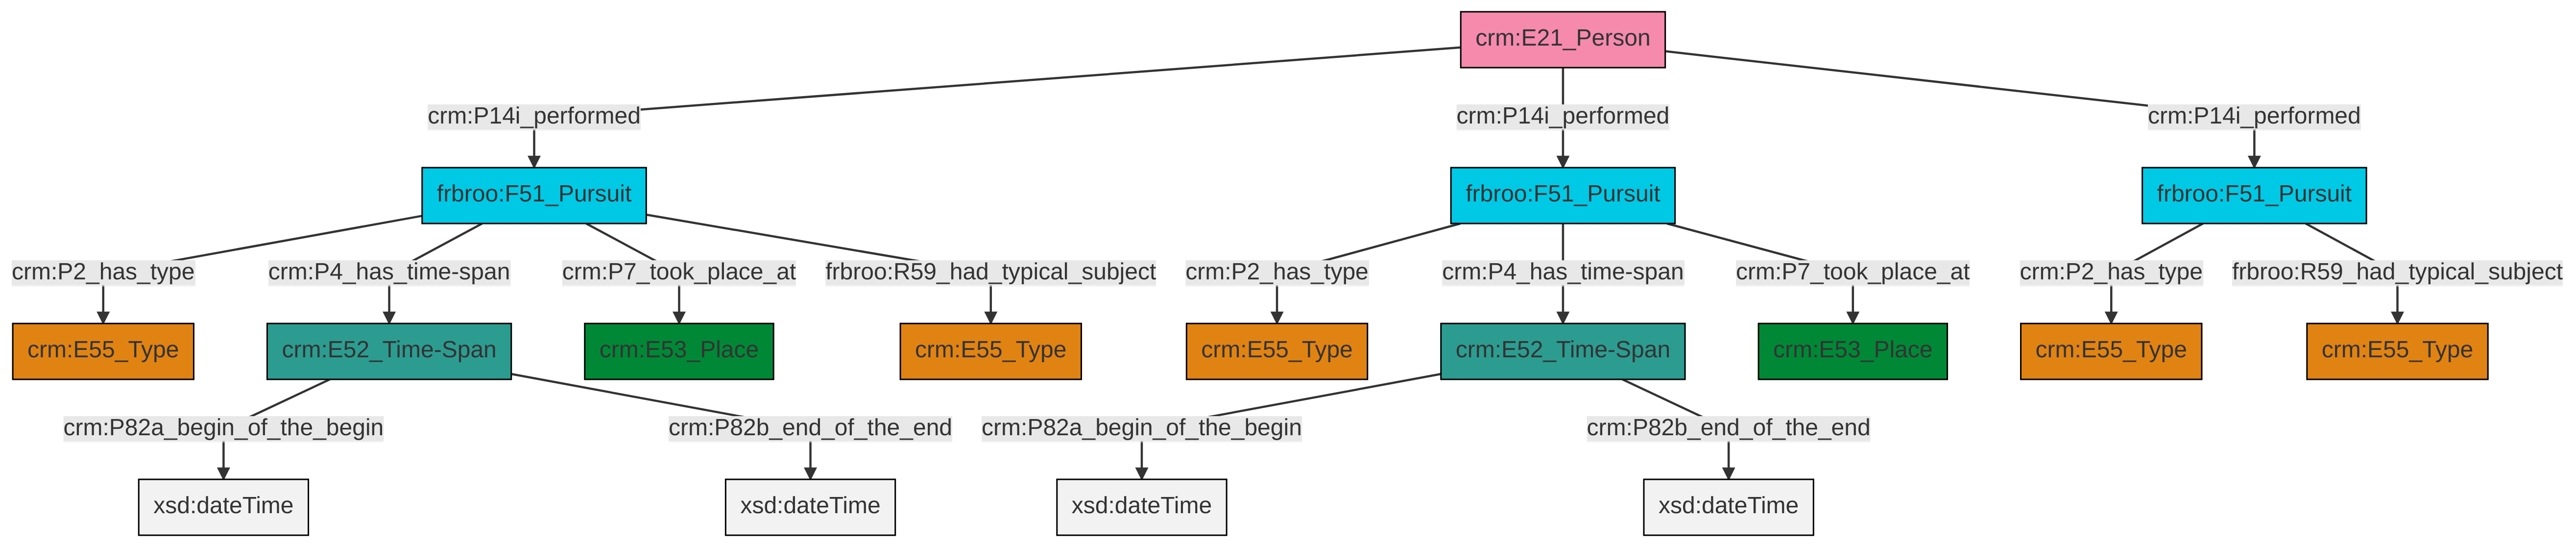 crm:E21_Person
crm:P14i_performed
crm:P14i_performed
crm:P14i_performed
frbroo:F51_Pursuit
frbroo:F51_Pursuit
frbroo:F51_Pursuit
crm:P2_has_type
crm:P4_has_time-span
crm:P7_took_place_at
frbroo:R59_had_typical_subject
crm:P2_has_type
crm:P4_has_time-span
crm:P7_took_place_at
crm:P2_has_type
frbroo:R59_had_typical_subject
crm:E55_Type
crm:E52_Time-Span
crm:E53_Place
crm:E55_Type
crm:E55_Type
crm:E52_Time-Span
crm:E53_Place
crm:E55_Type
crm:E55_Type
crm:P82a_begin_of_the_begin
crm:P82b_end_of_the_end
crm:P82a_begin_of_the_begin
crm:P82b_end_of_the_end
xsd:dateTime
xsd:dateTime
xsd:dateTime
xsd:dateTime